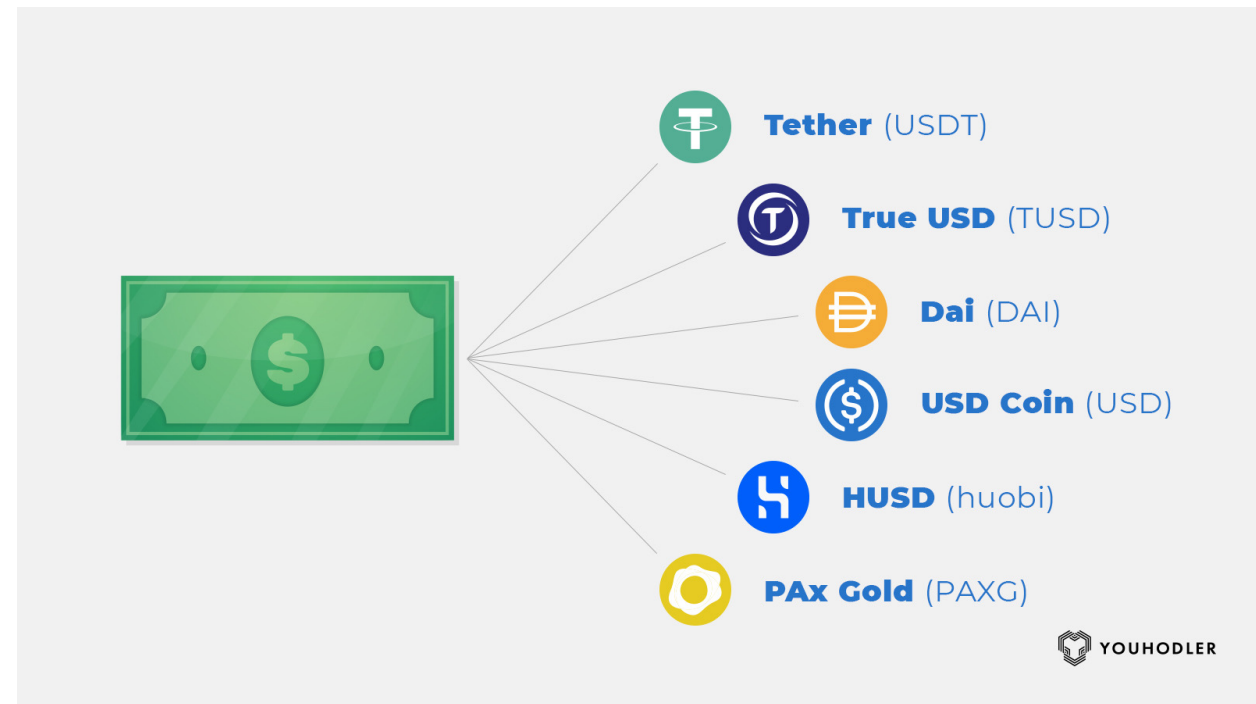 Tether (USDT)
True USD (TUSD)
Dai (DAI)
USD Coin (USD)
HUSD (huobi)
PAx Gold (PAXG)
YOUHODLER